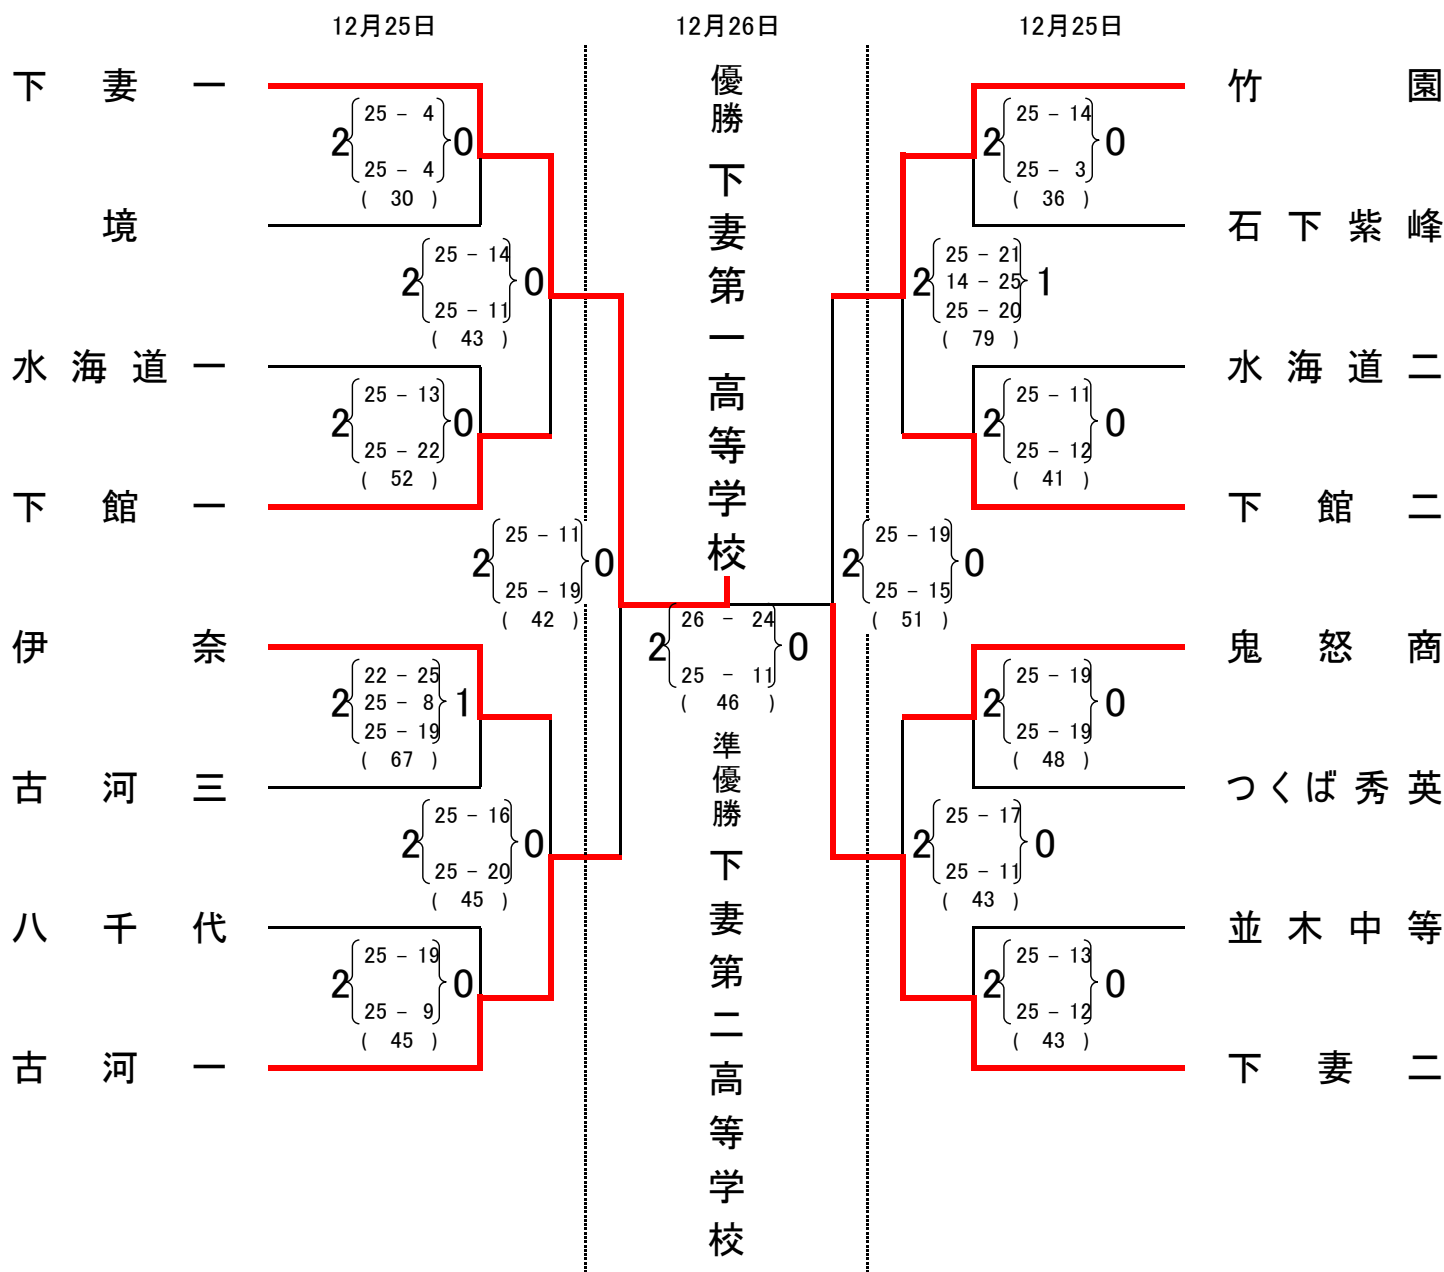 12月25日
12月26日
12月25日
優勝
下妻第一高等学校
下妻一
2 25 - 4 0
25 - 4
( 30 )
境
25 - 14
2 0
25 - 11
( 43 )
水海道一
25 - 13
2 0
25 - 22
( 52 )
下館一
25 - 11
2 0
25 - 19
( 42 )
伊奈
22 - 25
2 25 - 8 1
25 - 19
( 67 )
古河三
25 - 16
2 0
25 - 20
( 45 )
八千代
25 - 19
2 0
25 - 9
( 45 )
古河一
26 - 24
2 0
25 - 11
( 46 )
準優勝
下妻第二高等学校
竹園
25 - 14
2 0
25 - 3
( 36 )
石下紫峰
25 - 21
2 14 - 25 1
25 - 20
( 79 )
水海道二
25 - 11
2 0
25 - 12
( 41 )
下館二
25 - 19
2 0
25 - 15
( 51 )
鬼怒商
25 - 19
2 0
25 - 19
( 48 )
つくば秀英
25 - 17
2 0
25 - 11
( 43 )
並木中等
25 - 13
2 0
25 - 12
( 43 )
下妻二